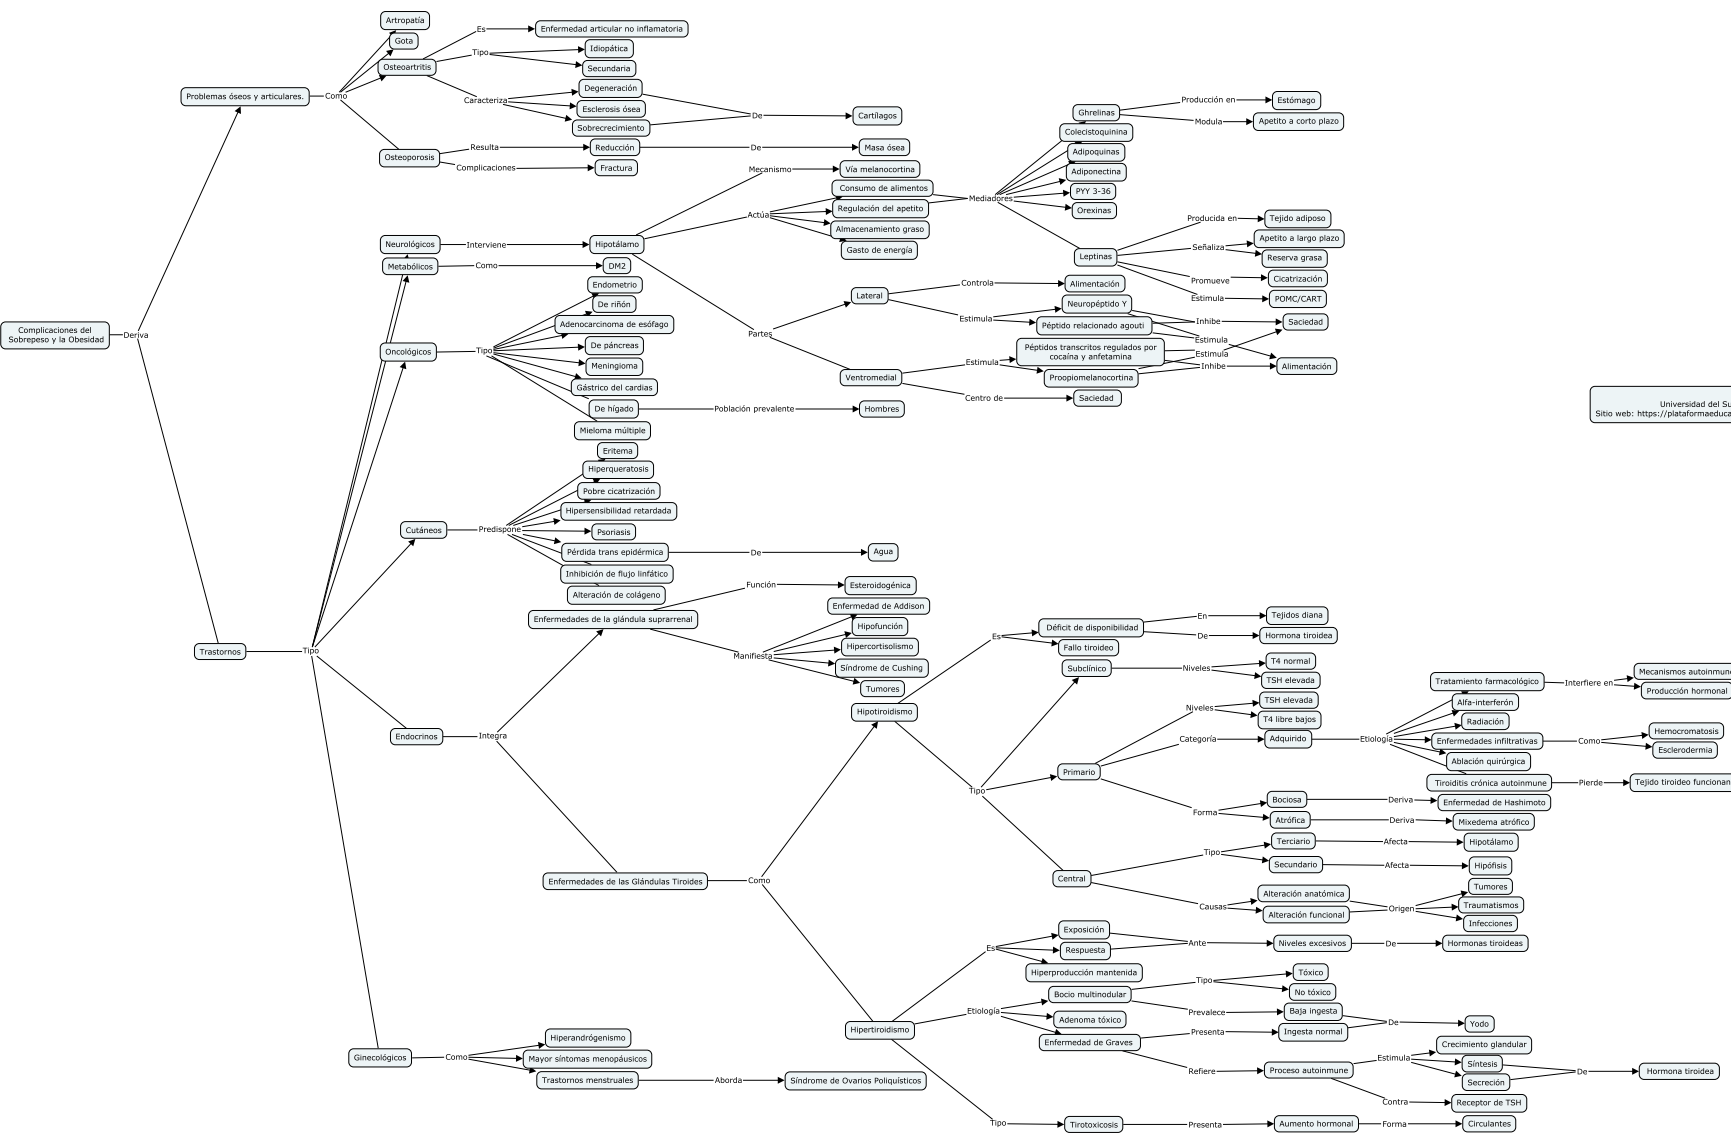 Complicaciones del
Sobrepeso y la Obesidad
Deriva
Problemas óseos y articulares.
Como
Artropatía
Gota
Osteoartritis
Es
Enfermedad articular no inflamatoria
Tipo
Idiopática
Secundaria
Caracteriza
Degeneración
Esclerosis ósea
Sobrecrecimiento
De
Cartílagos
Osteoporosis
Resulta
Reducción
De
Masa ósea
Complicaciones
Fractura
Trastornos
Tipo
Neurológicos
Interviene
Hipotálamo
Mecanismo
Vía melanocortina
Actúa
Consumo de alimentos
Regulación del apetito
Almacenamiento graso
Gasto de energía
Mediadores
Ghrelinas
Producción en
Estómago
Modula
Apetito a corto plazo
Colecistoquinina
Adipoquinas
Adiponectina
PYY 3-36
Orexinas
Leptinas
Producida en
Tejido adiposo
Señaliza
Apetito a largo plazo
Reserva grasa
Promueve
Cicatrización
Estimula
POMC/CART
Partes
Lateral
Controla
Alimentación
Estimula
Neuropéptido Y
Péptido relacionado agouti
Inhibe
Saciedad
Estimula
Ventromedial
Estimula
Péptidos transcritos regulados por
cocaína y anfetamina
Proopiomelanocortina
Estimula
Inhibe
Alimentación
Centro de
Saciedad
Metabólicos
Como
DM2
Oncológicos
Tipo
Endometrio
De riñón
Adenocarcinoma de esófago
De páncreas
Meningioma
Gástrico del cardias
De hígado
Población prevalente
Hombres
Mieloma múltiple
Universidad del Su
Sitio web: https://plataformaeduca
Cutáneos
Predispone
Eritema
Hiperqueratosis
Pobre cicatrización
Hipersensibilidad retardada
Psoriasis
Pérdida trans epidérmica
De
Agua
Inhibición de flujo linfático
Alteración de colágeno
Endocrinos
Integra
Enfermedades de la glándula suprarrenal
Función
Esteroidogénica
Manifiesta
Enfermedad de Addison
Hipofunción
Hipercortisolismo
Síndrome de Cushing
Tumores
Enfermedades de las Glándulas Tiroides
Como
Hipotiroidismo
Es
Déficit de disponibilidad
En
Tejidos diana
De
Hormona tiroidea
Fallo tiroideo
Tipo
Subclínico
Niveles
T4 normal
TSH elevada
Primario
Niveles
TSH elevada
T4 libre bajos
Categoría
Adquirido
Etiología
Tratamiento farmacológico
Interfiere en
Mecanismos autoinmune
Producción hormonal
Alfa-interferón
Radiación
Enfermedades infiltrativas
Como
Hemocromatosis
Esclerodermia
Ablación quirúrgica
Tiroiditis crónica autoinmune
Pierde
Tejido tiroideo funcionan
Forma
Bociosa
Deriva
Enfermedad de Hashimoto
Atrófica
Deriva
Mixedema atrófico
Central
Tipo
Terciario
Afecta
Hipotálamo
Secundario
Afecta
Hipófisis
Causas
Alteración anatómica
Alteración funcional
Origen
Tumores
Traumatismos
Infecciones
Hipertiroidismo
Es
Exposición
Respuesta
Ante
Niveles excesivos
De
Hormonas tiroideas
Hiperproducción mantenida
Etiología
Bocio multinodular
Tipo
Tóxico
No tóxico
Prevalece
Baja ingesta
Adenoma tóxico
Enfermedad de Graves
Presenta
Ingesta normal
De
Yodo
Refiere
Proceso autoinmune
Estimula
Crecimiento glandular
Síntesis
Secreción
De
Hormona tiroidea
Contra
Receptor de TSH
Tipo
Tirotoxicosis
Presenta
Aumento hormonal
Forma
Circulantes
Ginecológicos
Como
Hiperandrógenismo
Mayor síntomas menopáusicos
Trastornos menstruales
Aborda
Síndrome de Ovarios Poliquísticos